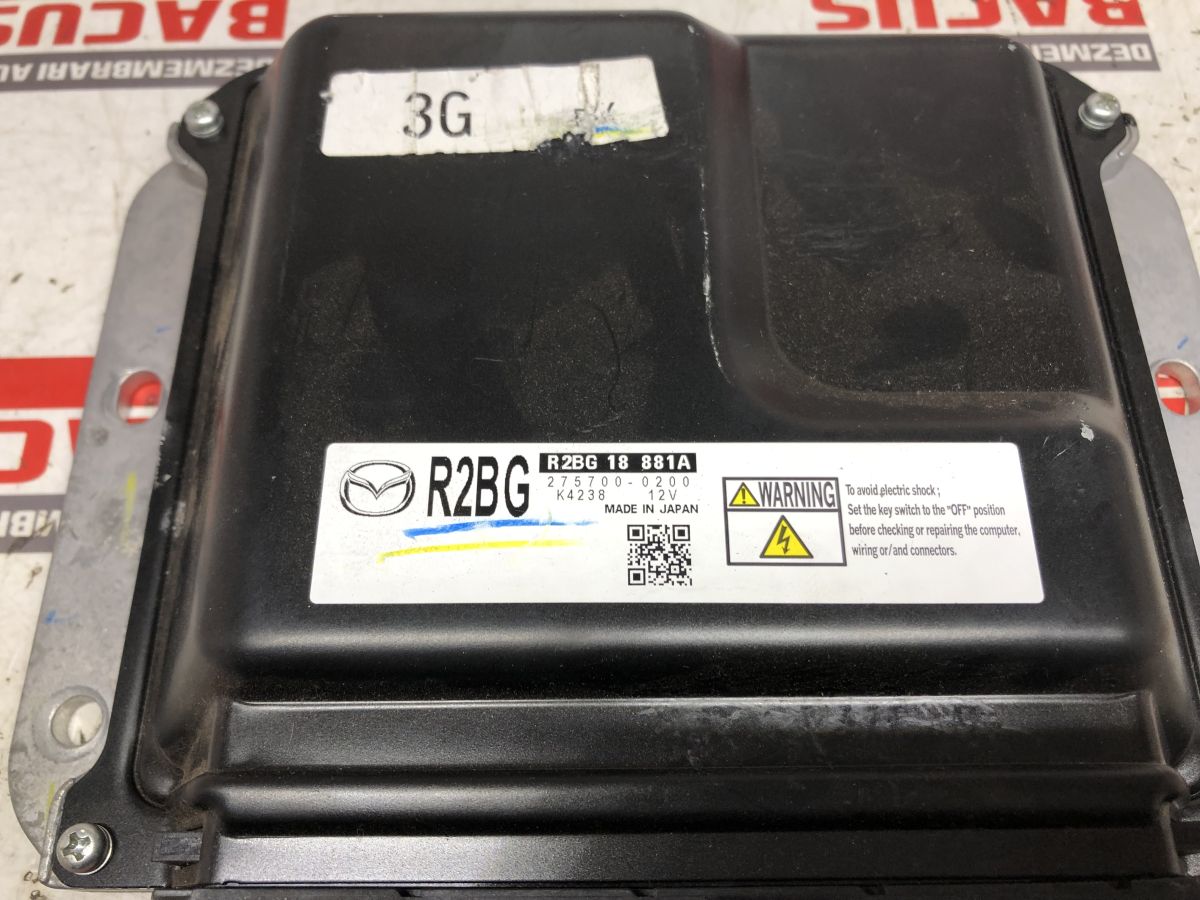 BACUS
BACUS
DEZMEMBRARI AU
DEZMEMBRARI AU
3G
R2BG
R2BG 18 881A
275700-0200
K4238 12V
MADE IN JAPAN
WARNING
To avoid electric shock ;
Set the key switch to the "OFF" position
before checking or repairing the computer,
wiring or/and connectors.